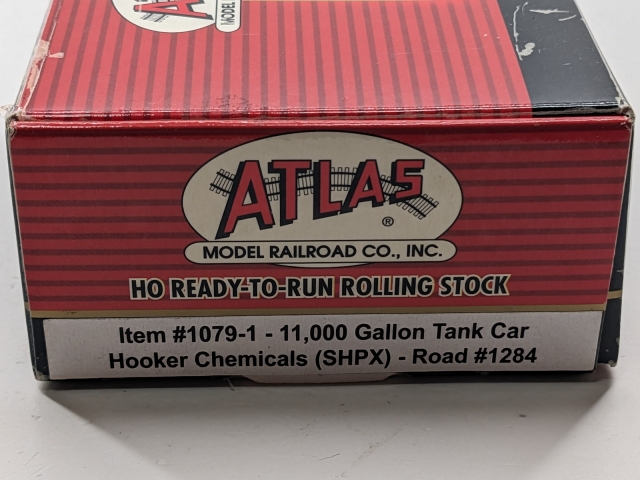 MODEL
ATLAS
®
MODEL RAILROAD CO., INC.
HO READY-TO-RUN ROLLING STOCK
Item #1079-1 - 11,000 Gallon Tank Car
Hooker Chemicals (SHPX) - Road #1284